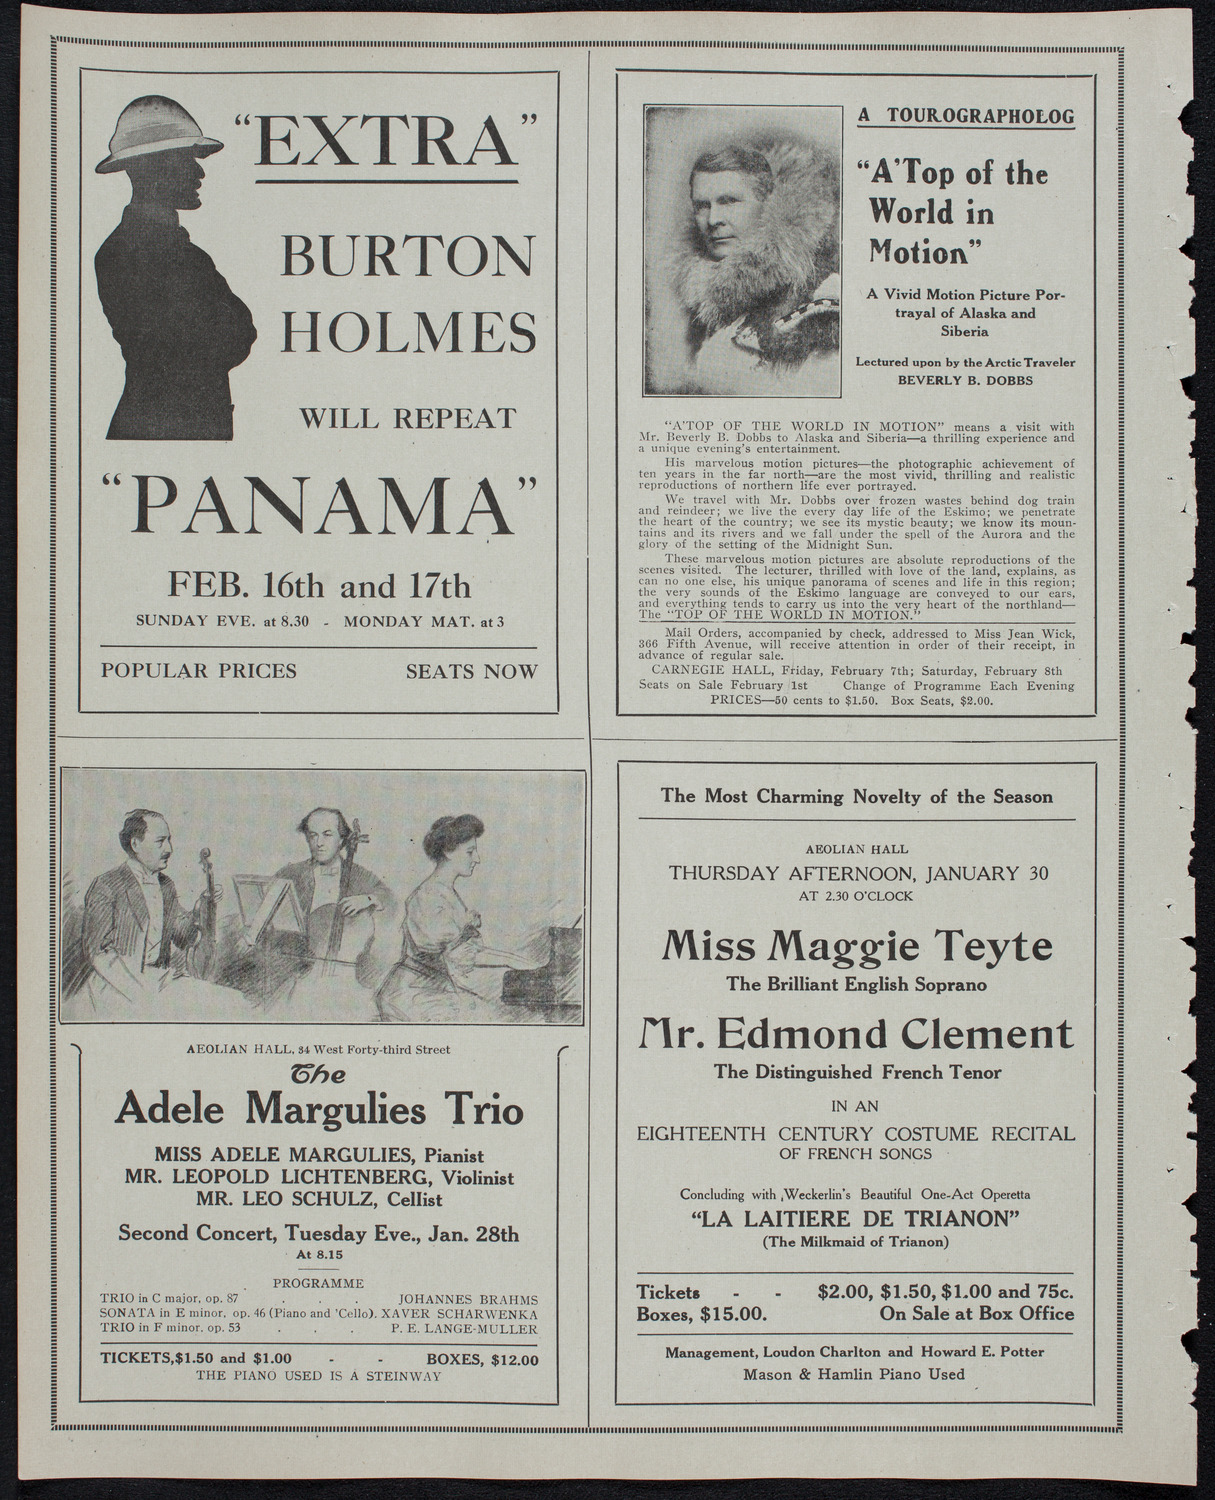 "EXTRA"
BURTON
HOLMES
WILL REPEAT
"PANAMA"
FEB. 16th and 17th
SUNDAY EVE. at 8.30 - MONDAY MAT. at 3
POPULAR PRICES SEATS NOW
A TOUROGRAPHOLOG
"A'Top of the
World in
Motion"
A Vivid Motion Picture Por-
trayal of Alaska and
Siberia
Lectured upon by the Arctic Traveler
BEVERLY B. DOBBS
"A'TOP OF THE WORLD IN MOTION" means a visit with
Mr. Beverly B. Dobbs to Alaska and Siberia—a thrilling experience and
a unique evening's entertainment.
His marvelous motion pictures—the photographic achievement of
ten years in the far north—are the most vivid, thrilling and realistic
reproductions of northern life ever portrayed.
We travel with Mr. Dobbs over frozen wastes behind dog train
and reindeer; we live the every day life of the Eskimo; we penetrate
the heart of the country; we see its mystic beauty; we know its moun-
tains and its rivers and we fall under the spell of the Aurora and the
glory of the setting of the Midnight Sun.
These marvelous motion pictures are absolute reproductions of the
scenes visited. The lecturer, thrilled with love of the land, explains, as
can no one else, his unique panorama of scenes and life in this region;
the very sounds of the Eskimo language are conveyed to our ears,
and everything tends to carry us into the very heart of the northland—
The "TOP OF THE WORLD IN MOTION."
Mail Orders, accompanied by check, addressed to Miss Jean Wick,
366 Fifth Avenue, will receive attention in order of their receipt, in
advance of regular sale.
CARNEGIE HALL, Friday, February 7th; Saturday, February 8th
Seats on Sale February 1st Change of Programme Each Evening
PRICES—50 cents to $1.50. Box Seats, $2.00.
AEOLIAN HALL, 34 West Forty-third Street
The
Adele Margulies Trio
MISS ADELE MARGULIES, Pianist
MR. LEOPOLD LICHTENBERG, Violinist
MR. LEO SCHULZ, Cellist
Second Concert, Tuesday Eve., Jan. 28th
At 8.15
PROGRAMME
TRIO in C major, op. 87 . . . JOHANNES BRAHMS
SONATA in E minor, op. 46 (Piano and 'Cello). XAVER SCHARWENKA
TRIO in F minor, op. 53 . . . P. E. LANGE-MULLER
TICKETS, $1.50 and $1.00 - - BOXES, $12.00
THE PIANO USED IS A STEINWAY
The Most Charming Novelty of the Season
AEOLIAN HALL
THURSDAY AFTERNOON, JANUARY 30
AT 2.30 O'CLOCK
Miss Maggie Teyte
The Brilliant English Soprano
Mr. Edmond Clement
The Distinguished French Tenor
IN AN
EIGHTEENTH CENTURY COSTUME RECITAL
OF FRENCH SONGS
Concluding with Weckerlin's Beautiful One-Act Operetta
"LA LAITIERE DE TRIANON"
(The Milkmaid of Trianon)
Tickets - - $2.00, $1.50, $1.00 and 75c.
Boxes, $15.00. On Sale at Box Office
Management, Loudon Charlton and Howard E. Potter
Mason & Hamlin Piano Used